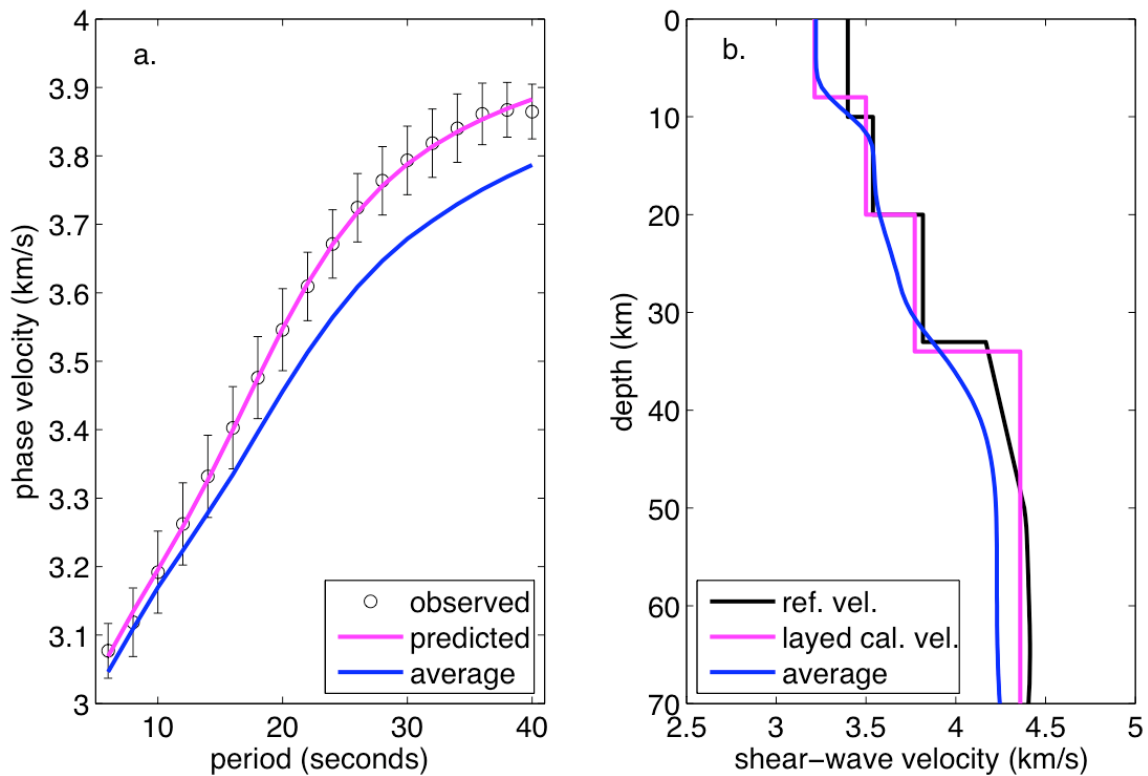 a.
4
3.9
3.8
3.7
3.6
3.5
3.4
3.3
3.2
3.1
3
phase velocity (km/s)
observed
predicted
average
10
20
30
40
period (seconds)
b.
0
10
20
30
40
50
60
70
depth (km)
ref. vel.
layed cal. vel.
average
2.5
3
3.5
4
4.5
5
shear-wave velocity (km/s)